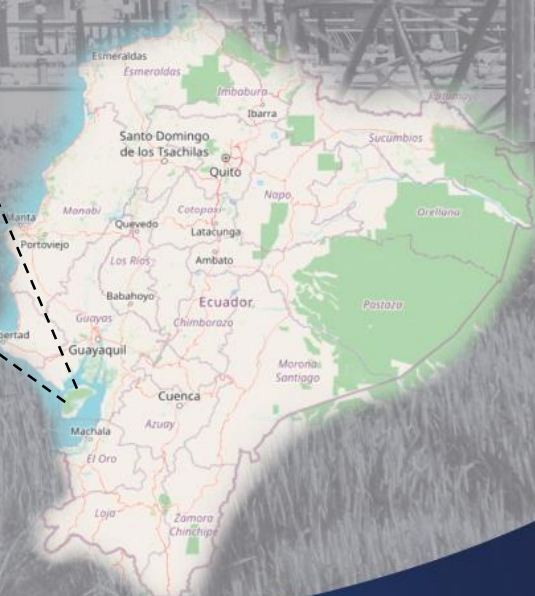 Esmeraldas
Esmeraldas
Imbabura
Ibarra
Santo Domingo
de los Tsachilas
Sucumbíos
Quito
Napo
Manta
Manabí
Cotopaxi
Orellana
Quevedo
Portoviejo
Latacunga
Los Ríos
Ambato
Babahoyo
Ecuador
Pastaza
Guayas
Chimborazo
bertad
Guayaquil
Morona
Santiago
Cuenca
Azuay
Machala
El Oro
Loja
Zamora
Chinchipe